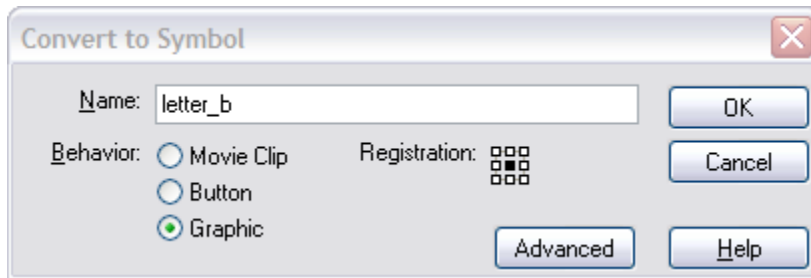 Convert to Symbol
Name: letter_b OK
Behavior: Movie Clip Registration: Cancel
Button
Graphic
Advanced Help